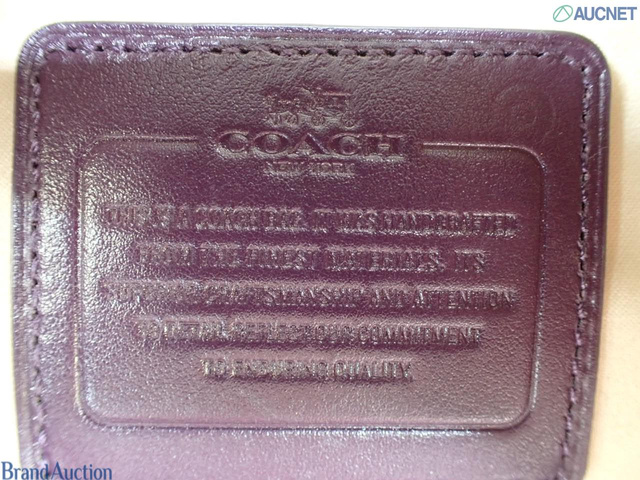 AUCNET
COACH
NEW YORK
THIS IS A COACH BAG. IT WAS HANDCRAFTED
FROM THE FINEST MATERIALS. ITS
SUPERIOR CRAFTSMANSHIP AND ATTENTION
TO DETAIL REFLECT OUR COMMITMENT
TO ENDURING QUALITY.
BrandAuction